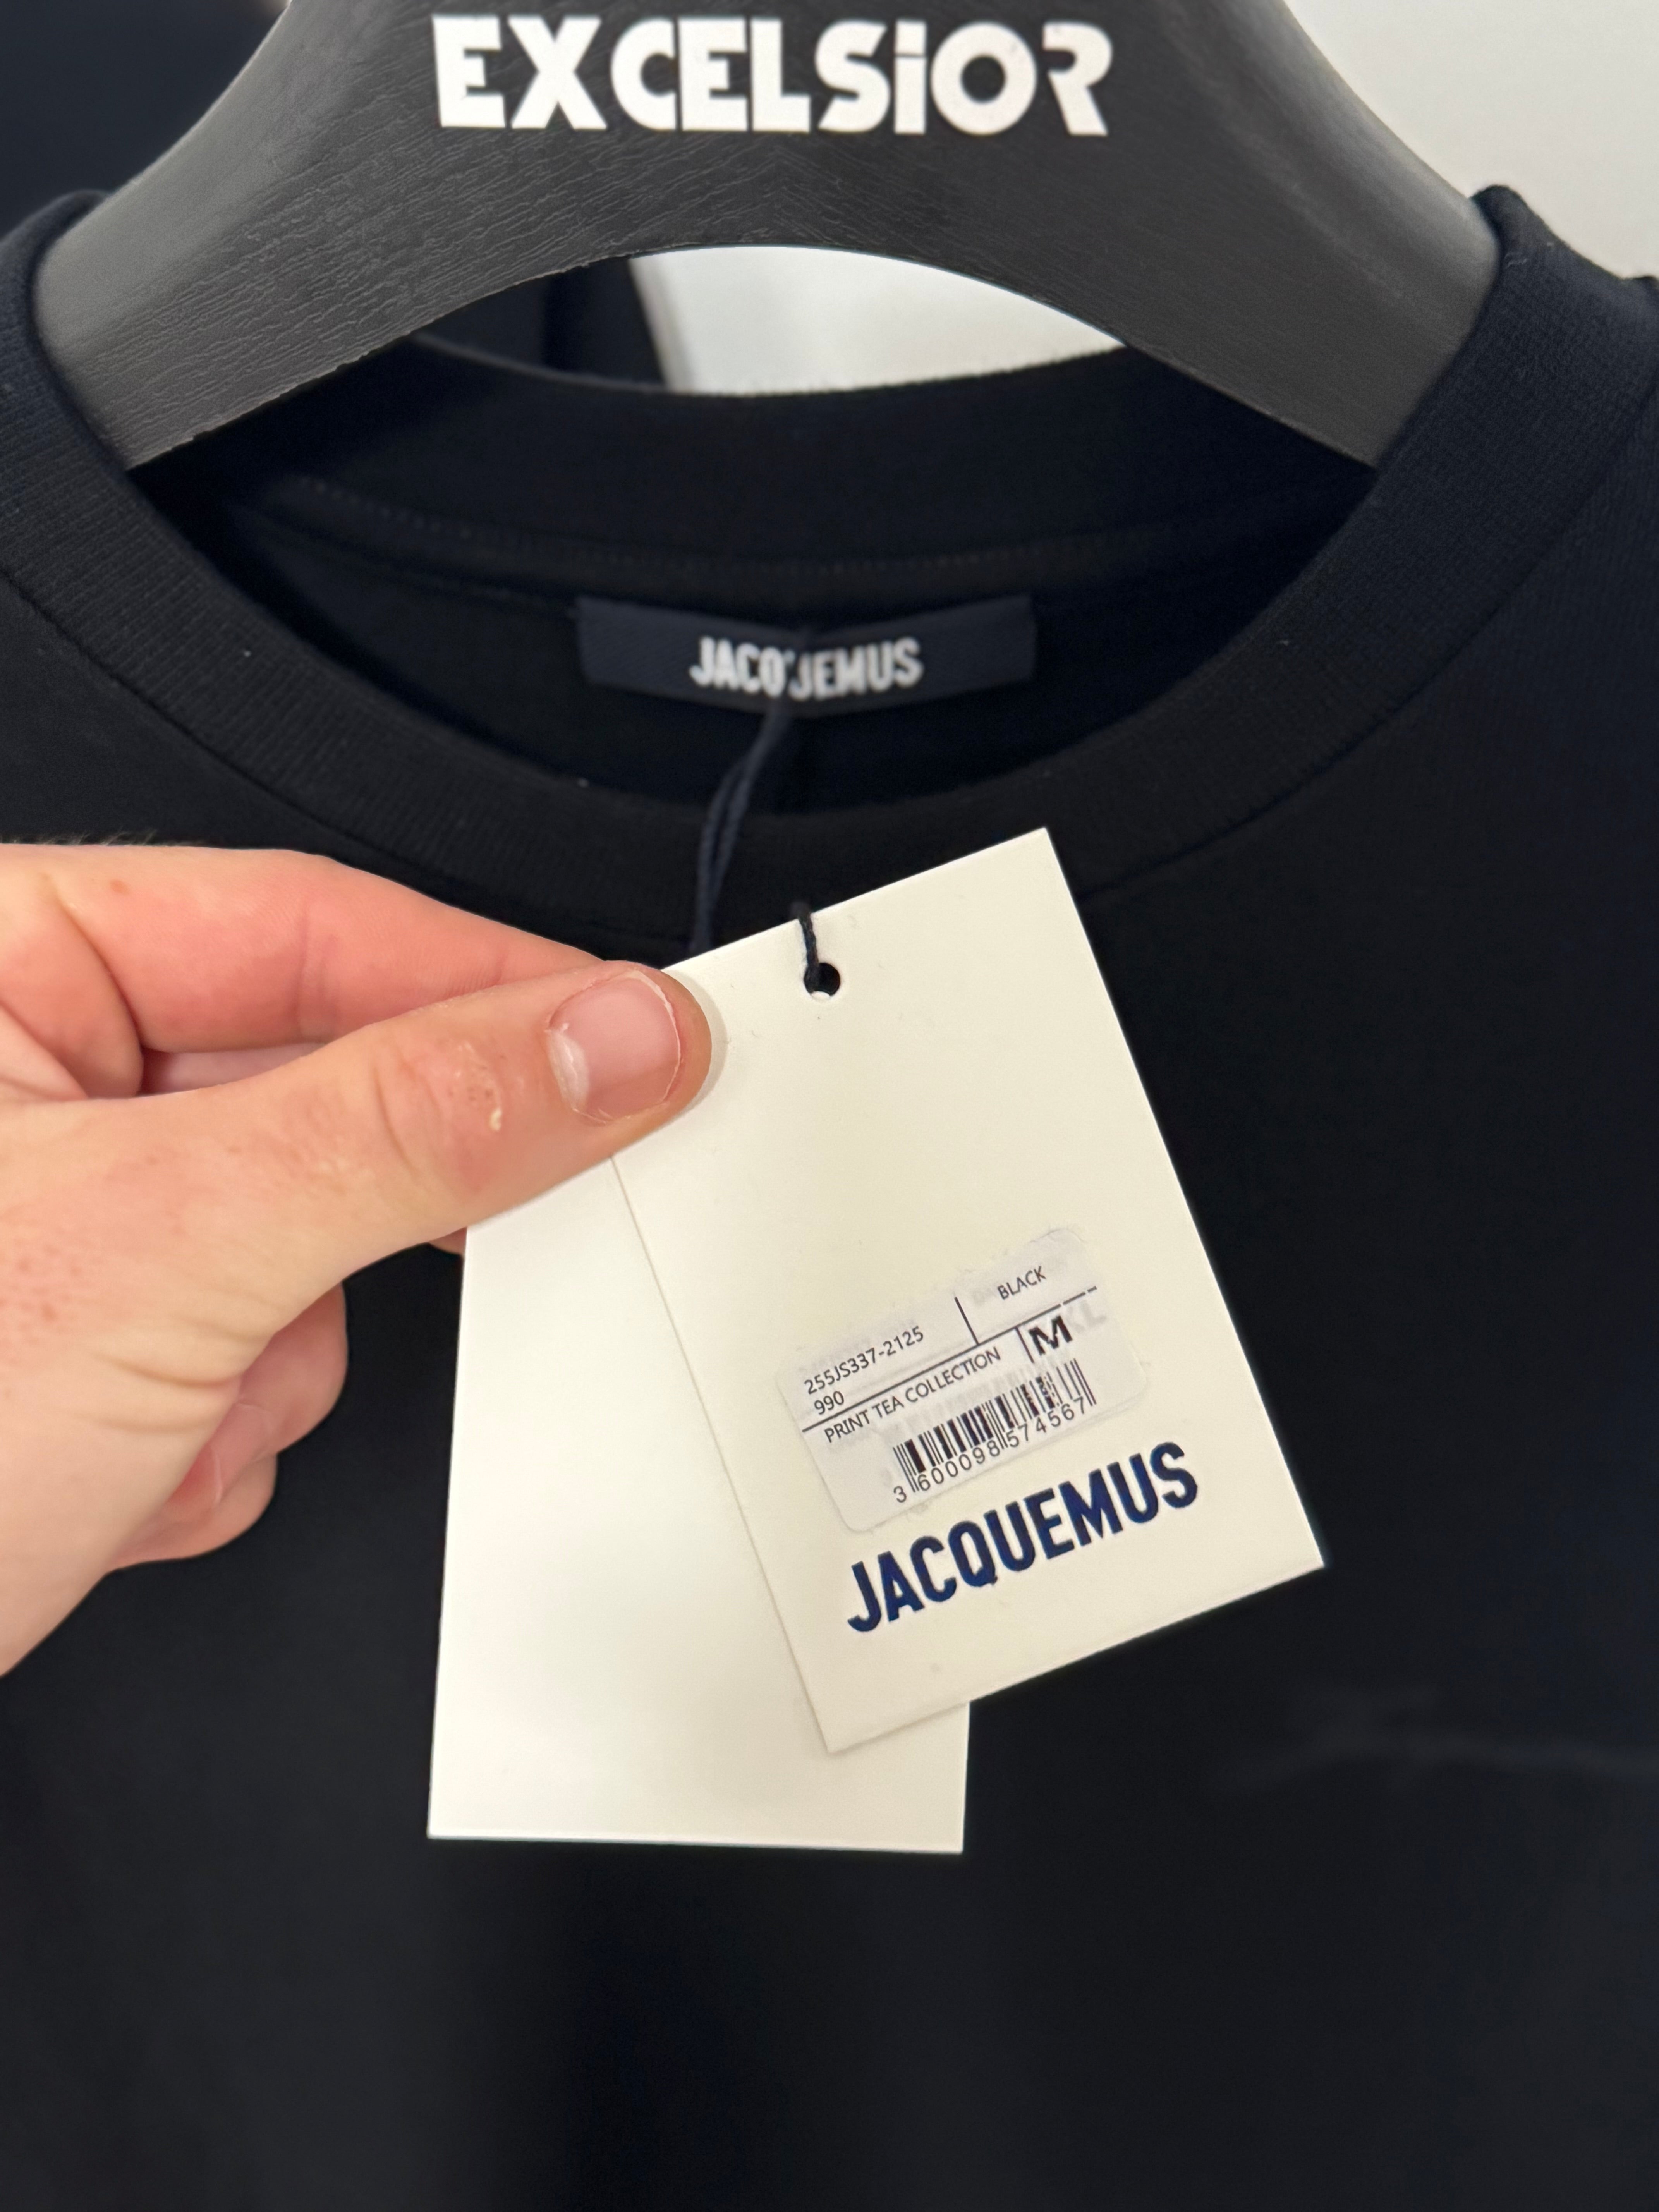 EXCELSIOR
JACQUEMUS
BLACK
255JS337-2125
990
M
PRINT TEA COLLECTION
3 600098 574567
JACQUEMUS